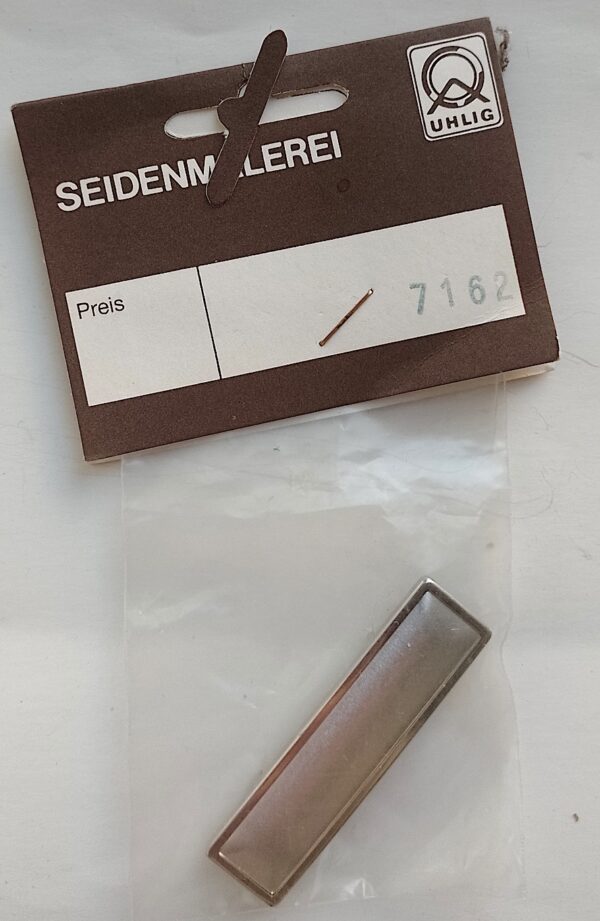 UHLIG
SEIDENMALEREI
Preis
7162